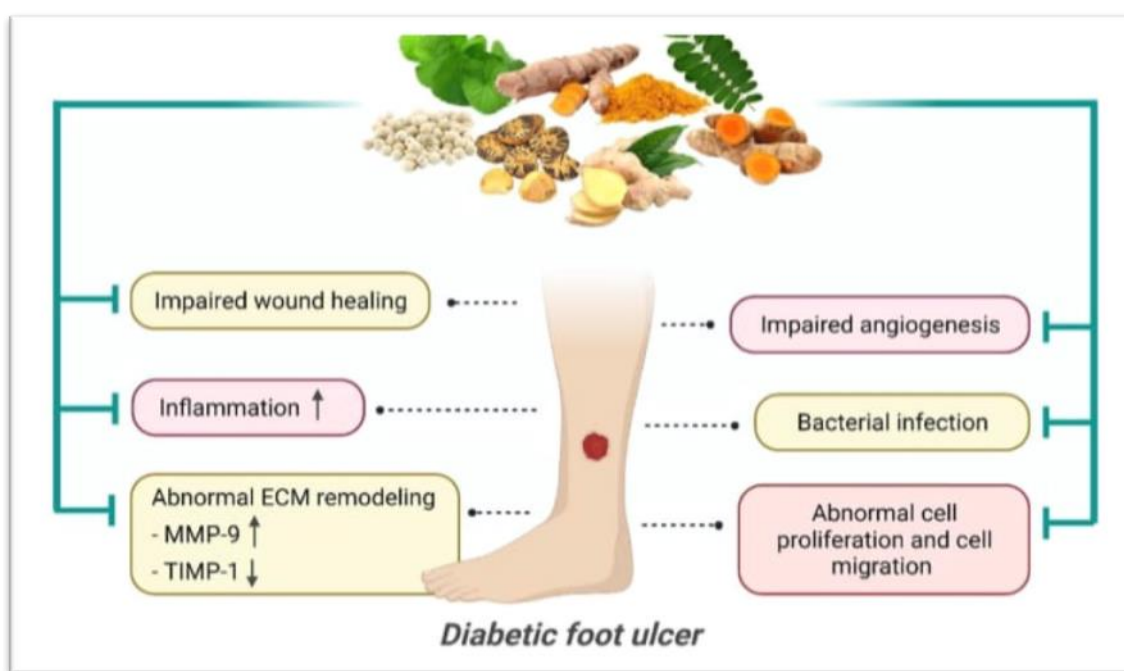 Impaired wound healing
Inflammation ↑
Abnormal ECM remodeling
- MMP-9 ↑
- TIMP-1 ↓
Impaired angiogenesis
Bacterial infection
Abnormal cell
proliferation and cell
migration
Diabetic foot ulcer